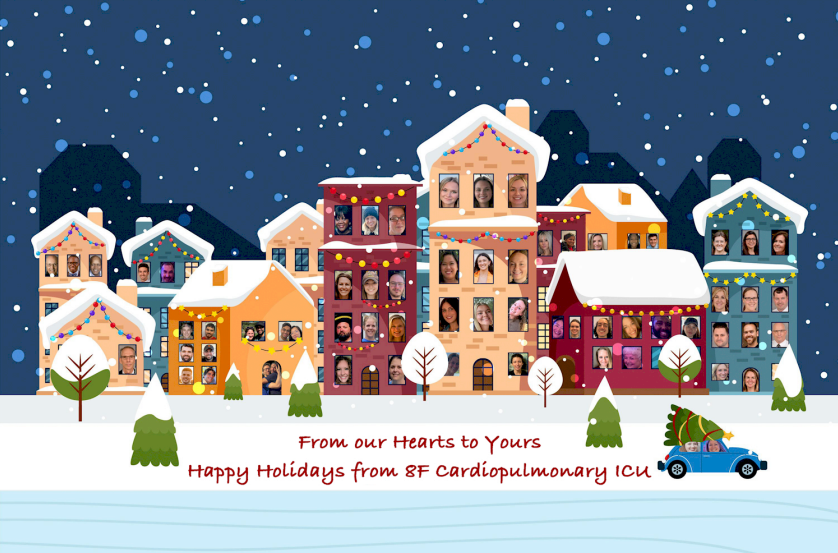 From our Hearts to Yours
Happy Holidays from 8F Cardiopulmonary ICU